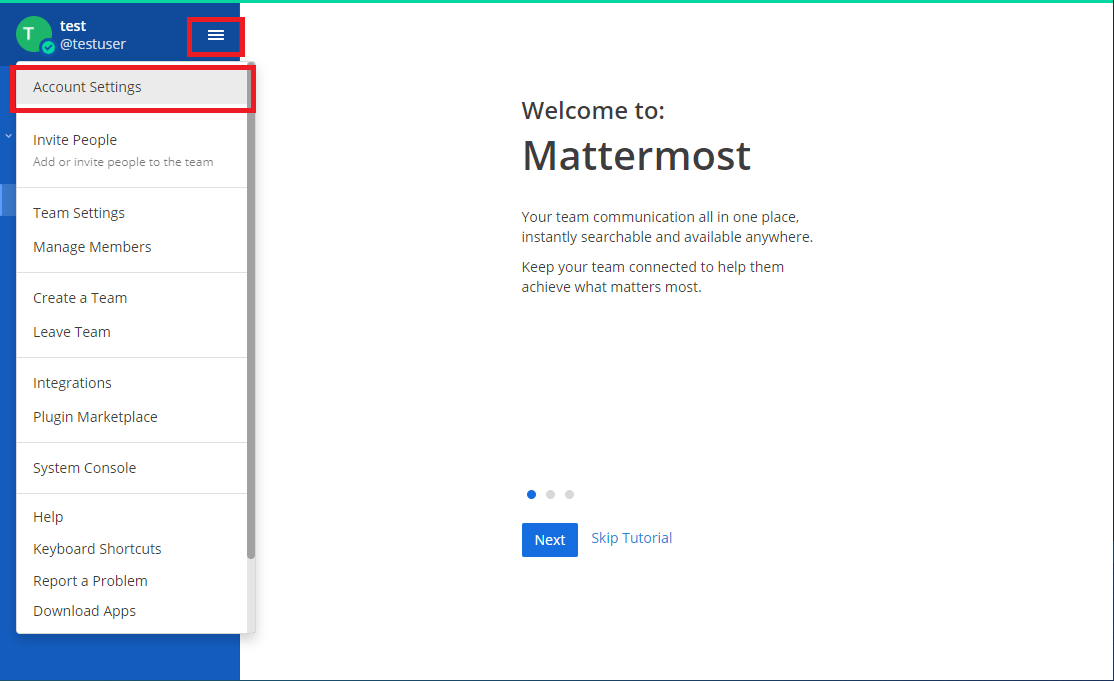 T
test
@testuser
Account Settings
Invite People
Add or invite people to the team
Team Settings
Manage Members
Create a Team
Leave Team
Integrations
Plugin Marketplace
System Console
Help
Keyboard Shortcuts
Report a Problem
Download Apps
Welcome to:
Mattermost
Your team communication all in one place,
instantly searchable and available anywhere.
Keep your team connected to help them
achieve what matters most.
Next
Skip Tutorial